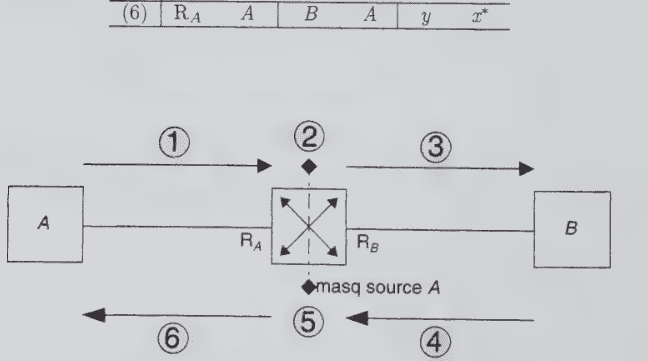 (6) R_A A B A y x*
① ② ③
A B
R_A R_B
masq source A
⑥ ⑤ ④